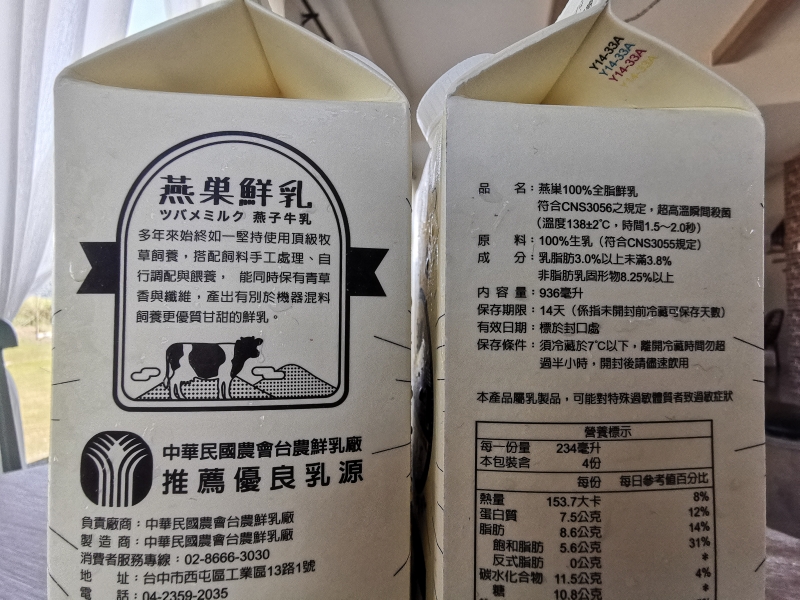 燕巢鮮乳
ツバメミルク 燕子牛乳
多年來始終如一堅持使用頂級牧
草飼養,搭配飼料手工處理、自
行調配與餵養, 能同時保有青草
香與纖維,產出有別於機器混料
飼養更優質甘甜的鮮乳。
中華民國農會台農鮮乳廠
推薦優良乳源
負責廠商:中華民國農會台農鮮乳廠
製造商:中華民國農會台農鮮乳廠
消費者服務專線:02-8666-3030
地 址:台中市西屯區工業區13路1號
電 話:04-2359-2035
Y14-33A
Y14-33A
Y14-33A
Y14-33A
品 名:燕巢100%全脂鮮乳
符合CNS3056之規定,超高溫瞬間殺菌
(溫度138±2℃,時間1.5~2.0秒)
原 料:100%生乳(符合CNS3055規定)
成 分:乳脂肪3.0%以上未滿3.8%
非脂肪乳固形物8.25%以上
內容量:936毫升
保存期限:14天(係指未開封前冷藏可保存天數)
有效日期:標於封口處
保存條件:須冷藏於7℃以下,離開冷藏時間勿超
過半小時,開封後請儘速飲用
本產品屬乳製品,可能對特殊過敏體質者致過敏症狀
營養標示
每一份量 234毫升
本包裝含 4份
每份 每日參考值百分比
熱量 153.7大卡 8%
蛋白質 7.5公克 12%
脂肪 8.6公克 14%
飽和脂肪 5.6公克 31%
反式脂肪 0公克 *
碳水化合物 11.5公克 4%
糖 10.8公克 *